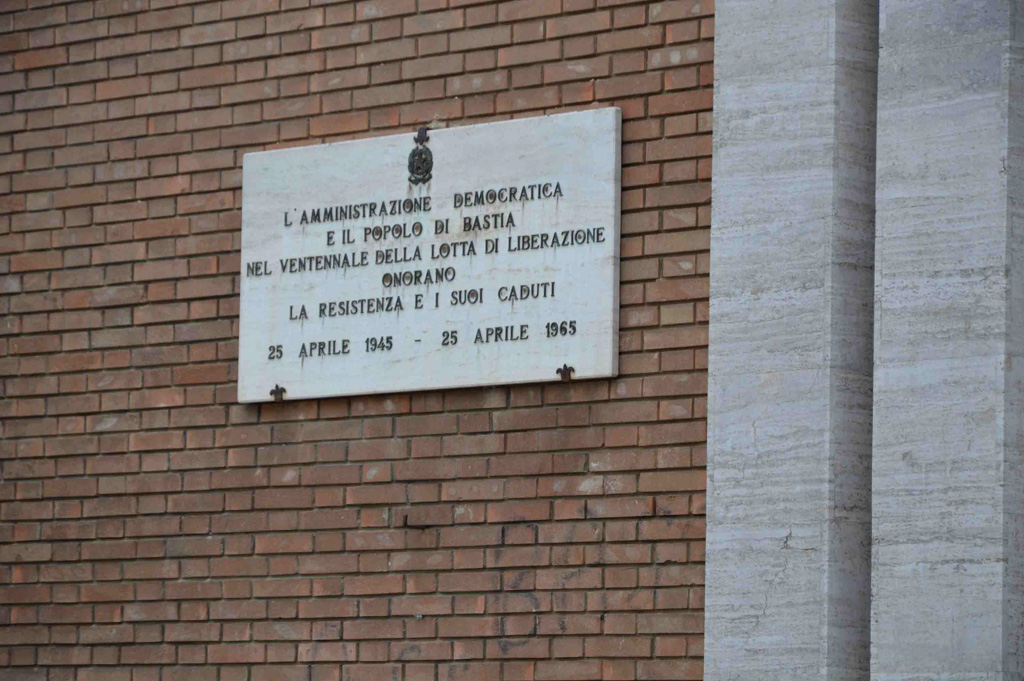 L'AMMINISTRAZIONE DEMOCRATICA
E IL POPOLO DI BASTIA
NEL VENTENNALE DELLA LOTTA DI LIBERAZIONE
ONORANO
LA RESISTENZA E I SUOI CADUTI
25 APRILE 1945 - 25 APRILE 1965